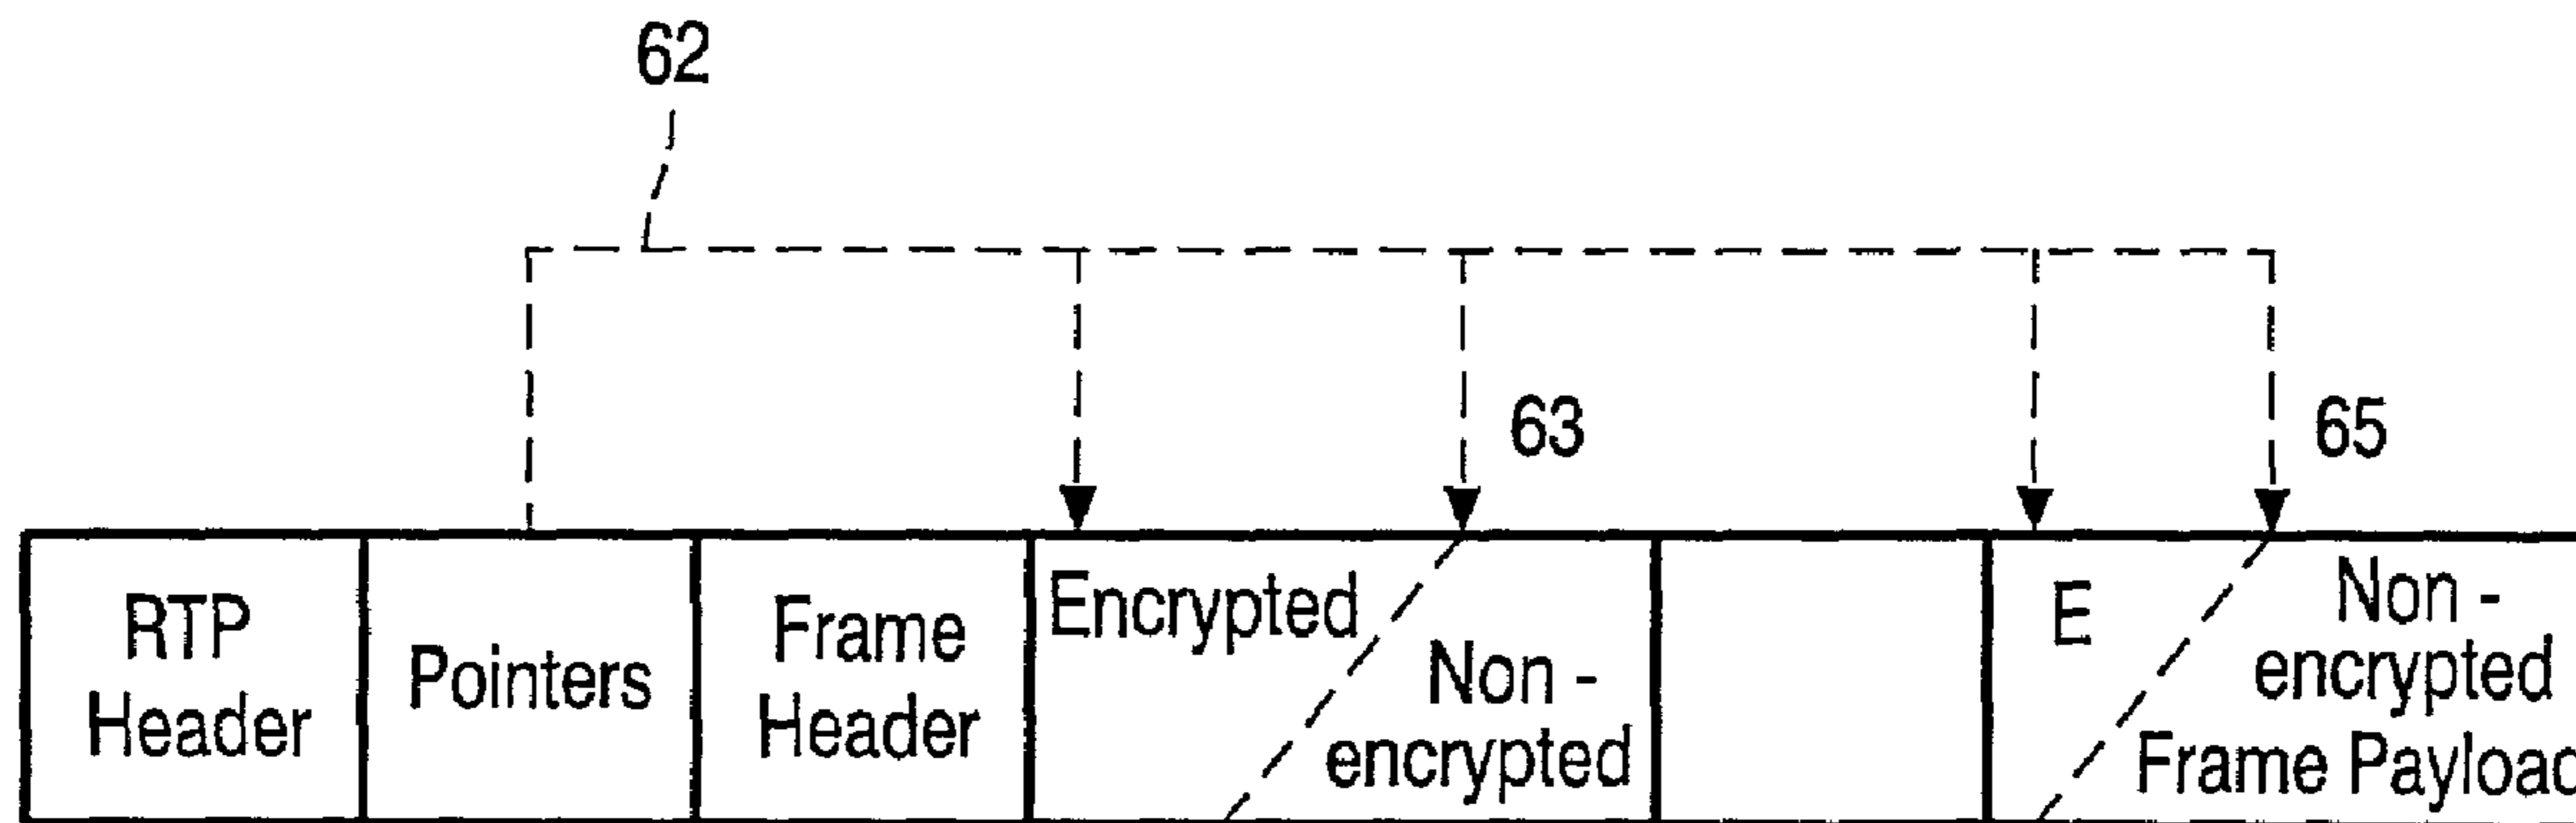 62
63
65
RTP
Header
Pointers
Frame
Header
Encrypted
Non -
encrypted
E
Non -
encrypted
Frame Payload